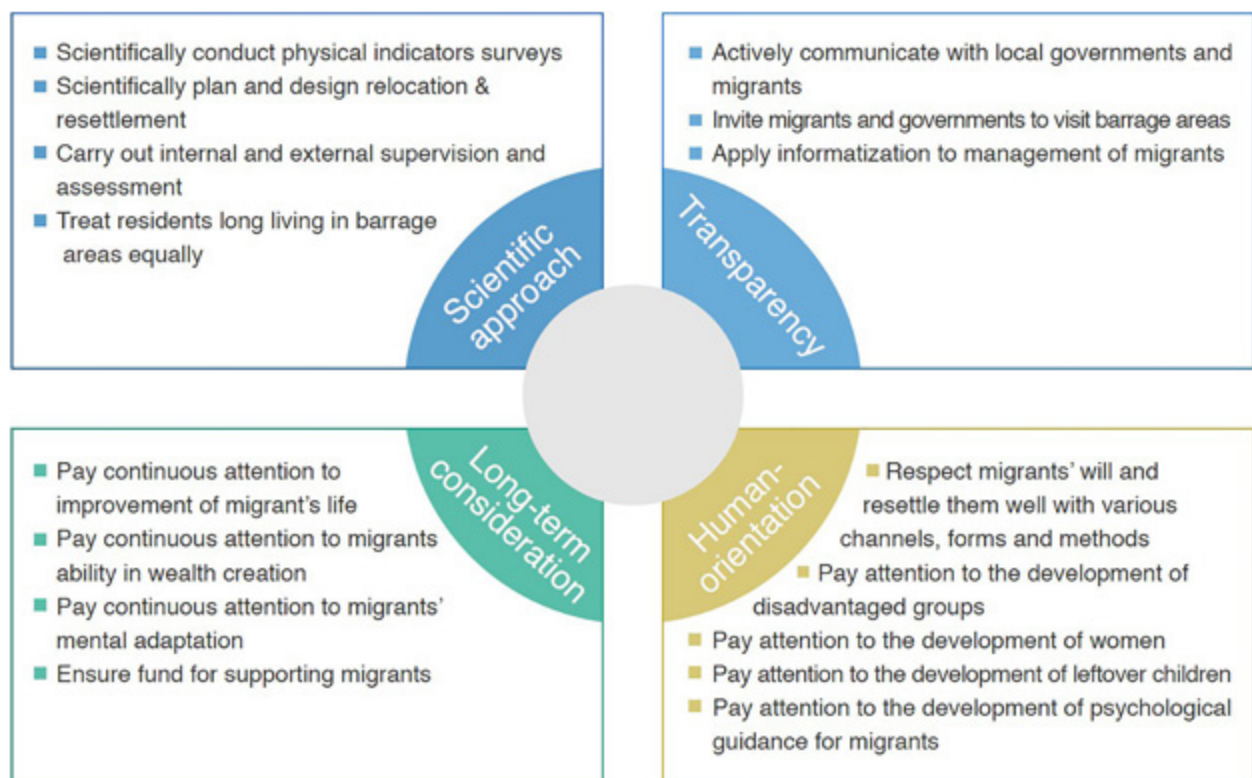 Scientifically conduct physical indicators surveys
Scientifically plan and design relocation &
resettlement
Carry out internal and external supervision and
assessment
Treat residents long living in barrage
areas equally
Scientific
approach
Actively communicate with local governments and
migrants
Invite migrants and governments to visit barrage areas
Apply informatization to management of migrants
Transparency
Pay continuous attention to
improvement of migrant's life
Pay continuous attention to migrants
ability in wealth creation
Pay continuous attention to migrants'
mental adaptation
Ensure fund for supporting migrants
Long-term
consideration
Human-
orientation
Respect migrants' will and
resettle them well with various
channels, forms and methods
Pay attention to the development of
disadvantaged groups
Pay attention to the development of women
Pay attention to the development of leftover children
Pay attention to the development of psychological
guidance for migrants